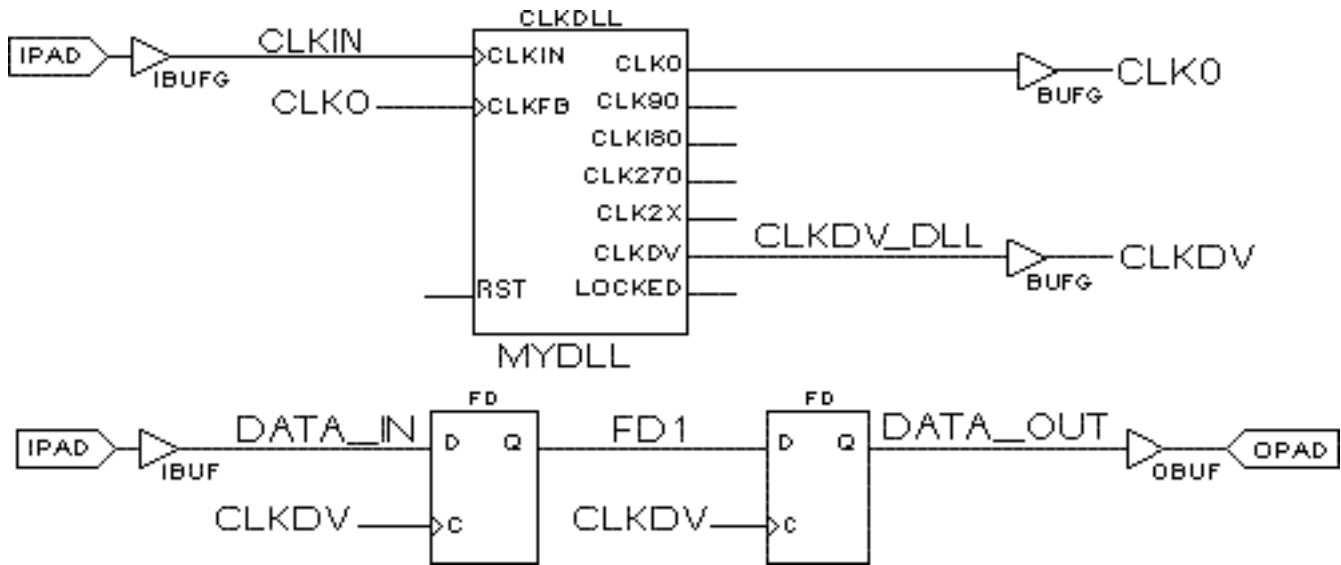 CLKDLL
IPAD
IBUFG
CLKIN
CLKIN
CLK0
BUFG
CLK0
CLK0
CLKFB
CLK90
CLK180
CLK270
CLK2X
CLKDV
CLKDV_DLL
BUFG
CLKDV
RST
LOCKED
MYDLL
FD
FD
IPAD
IBUF
DATA_IN
D
Q
FD1
D
Q
DATA_OUT
OBUF
OPAD
CLKDV
C
CLKDV
C